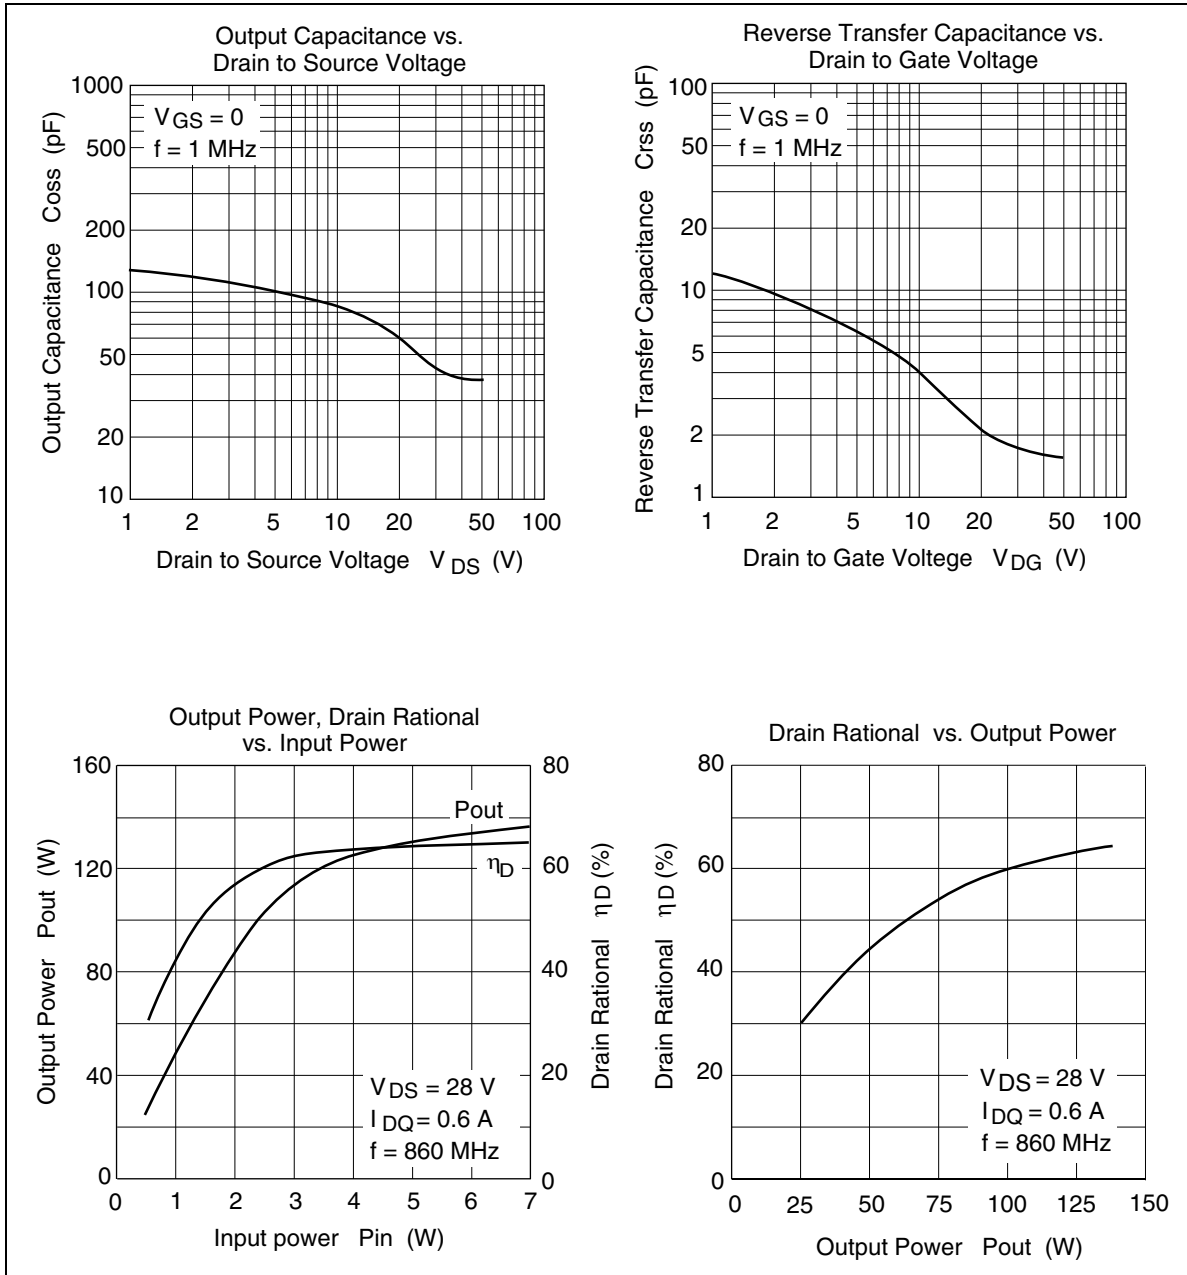 Output Capacitance vs.
Drain to Source Voltage
1000
500
200
100
50
20
10
Output Capacitance Coss (pF)
VGS = 0
f = 1 MHz
1 2 5 10 20 50 100
Drain to Source Voltage V DS (V)
Reverse Transfer Capacitance vs.
Drain to Gate Voltage
100
50
20
10
5
2
1
Reverse Transfer Capacitance Crss (pF)
VGS = 0
f = 1 MHz
1 2 5 10 20 50 100
Drain to Gate Voltege VDG (V)
Output Power, Drain Rational
vs. Input Power
160
120
80
40
0
Output Power Pout (W)
Pout
ηD
VDS = 28 V
IDQ = 0.6 A
f = 860 MHz
80
60
40
20
0
Drain Rational ηD (%)
0 1 2 3 4 5 6 7
Input power Pin (W)
Drain Rational vs. Output Power
80
60
40
20
0
Drain Rational ηD (%)
VDS = 28 V
IDQ = 0.6 A
f = 860 MHz
0 25 50 75 100 125 150
Output Power Pout (W)